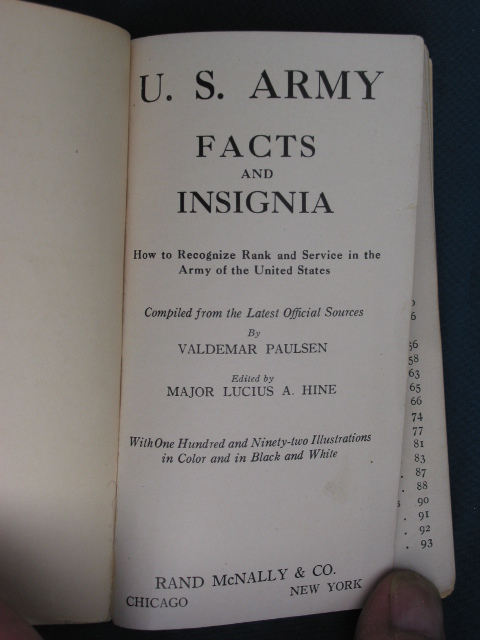 U. S. ARMY
FACTS
AND
INSIGNIA
How to Recognize Rank and Service in the
Army of the United States
Compiled from the Latest Official Sources
By
VALDEMAR PAULSEN
Edited by
MAJOR LUCIUS A. HINE
With One Hundred and Ninety-two Illustrations
in Color and in Black and White
RAND McNALLY & CO.
CHICAGO NEW YORK
56
58
63
65
66
74
77
81
83
. 87
. 88
s 90
. 91
. 92
. 93